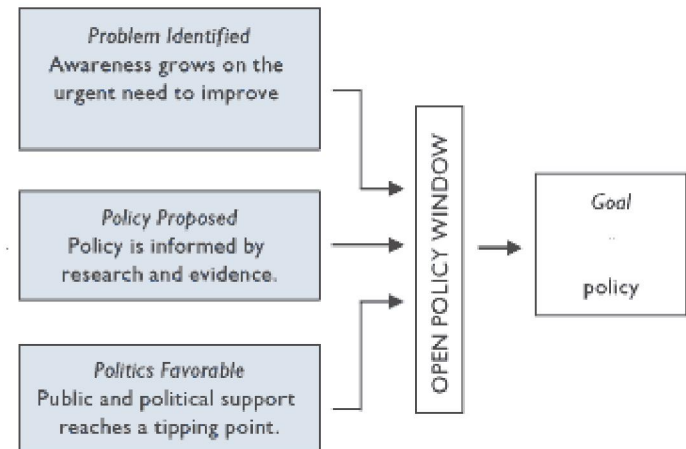 Problem Identified
Awareness grows on the
urgent need to improve
Policy Proposed
Policy is informed by
research and evidence.
Politics Favorable
Public and political support
reaches a tipping point.
OPEN POLICY WINDOW
Goal
policy